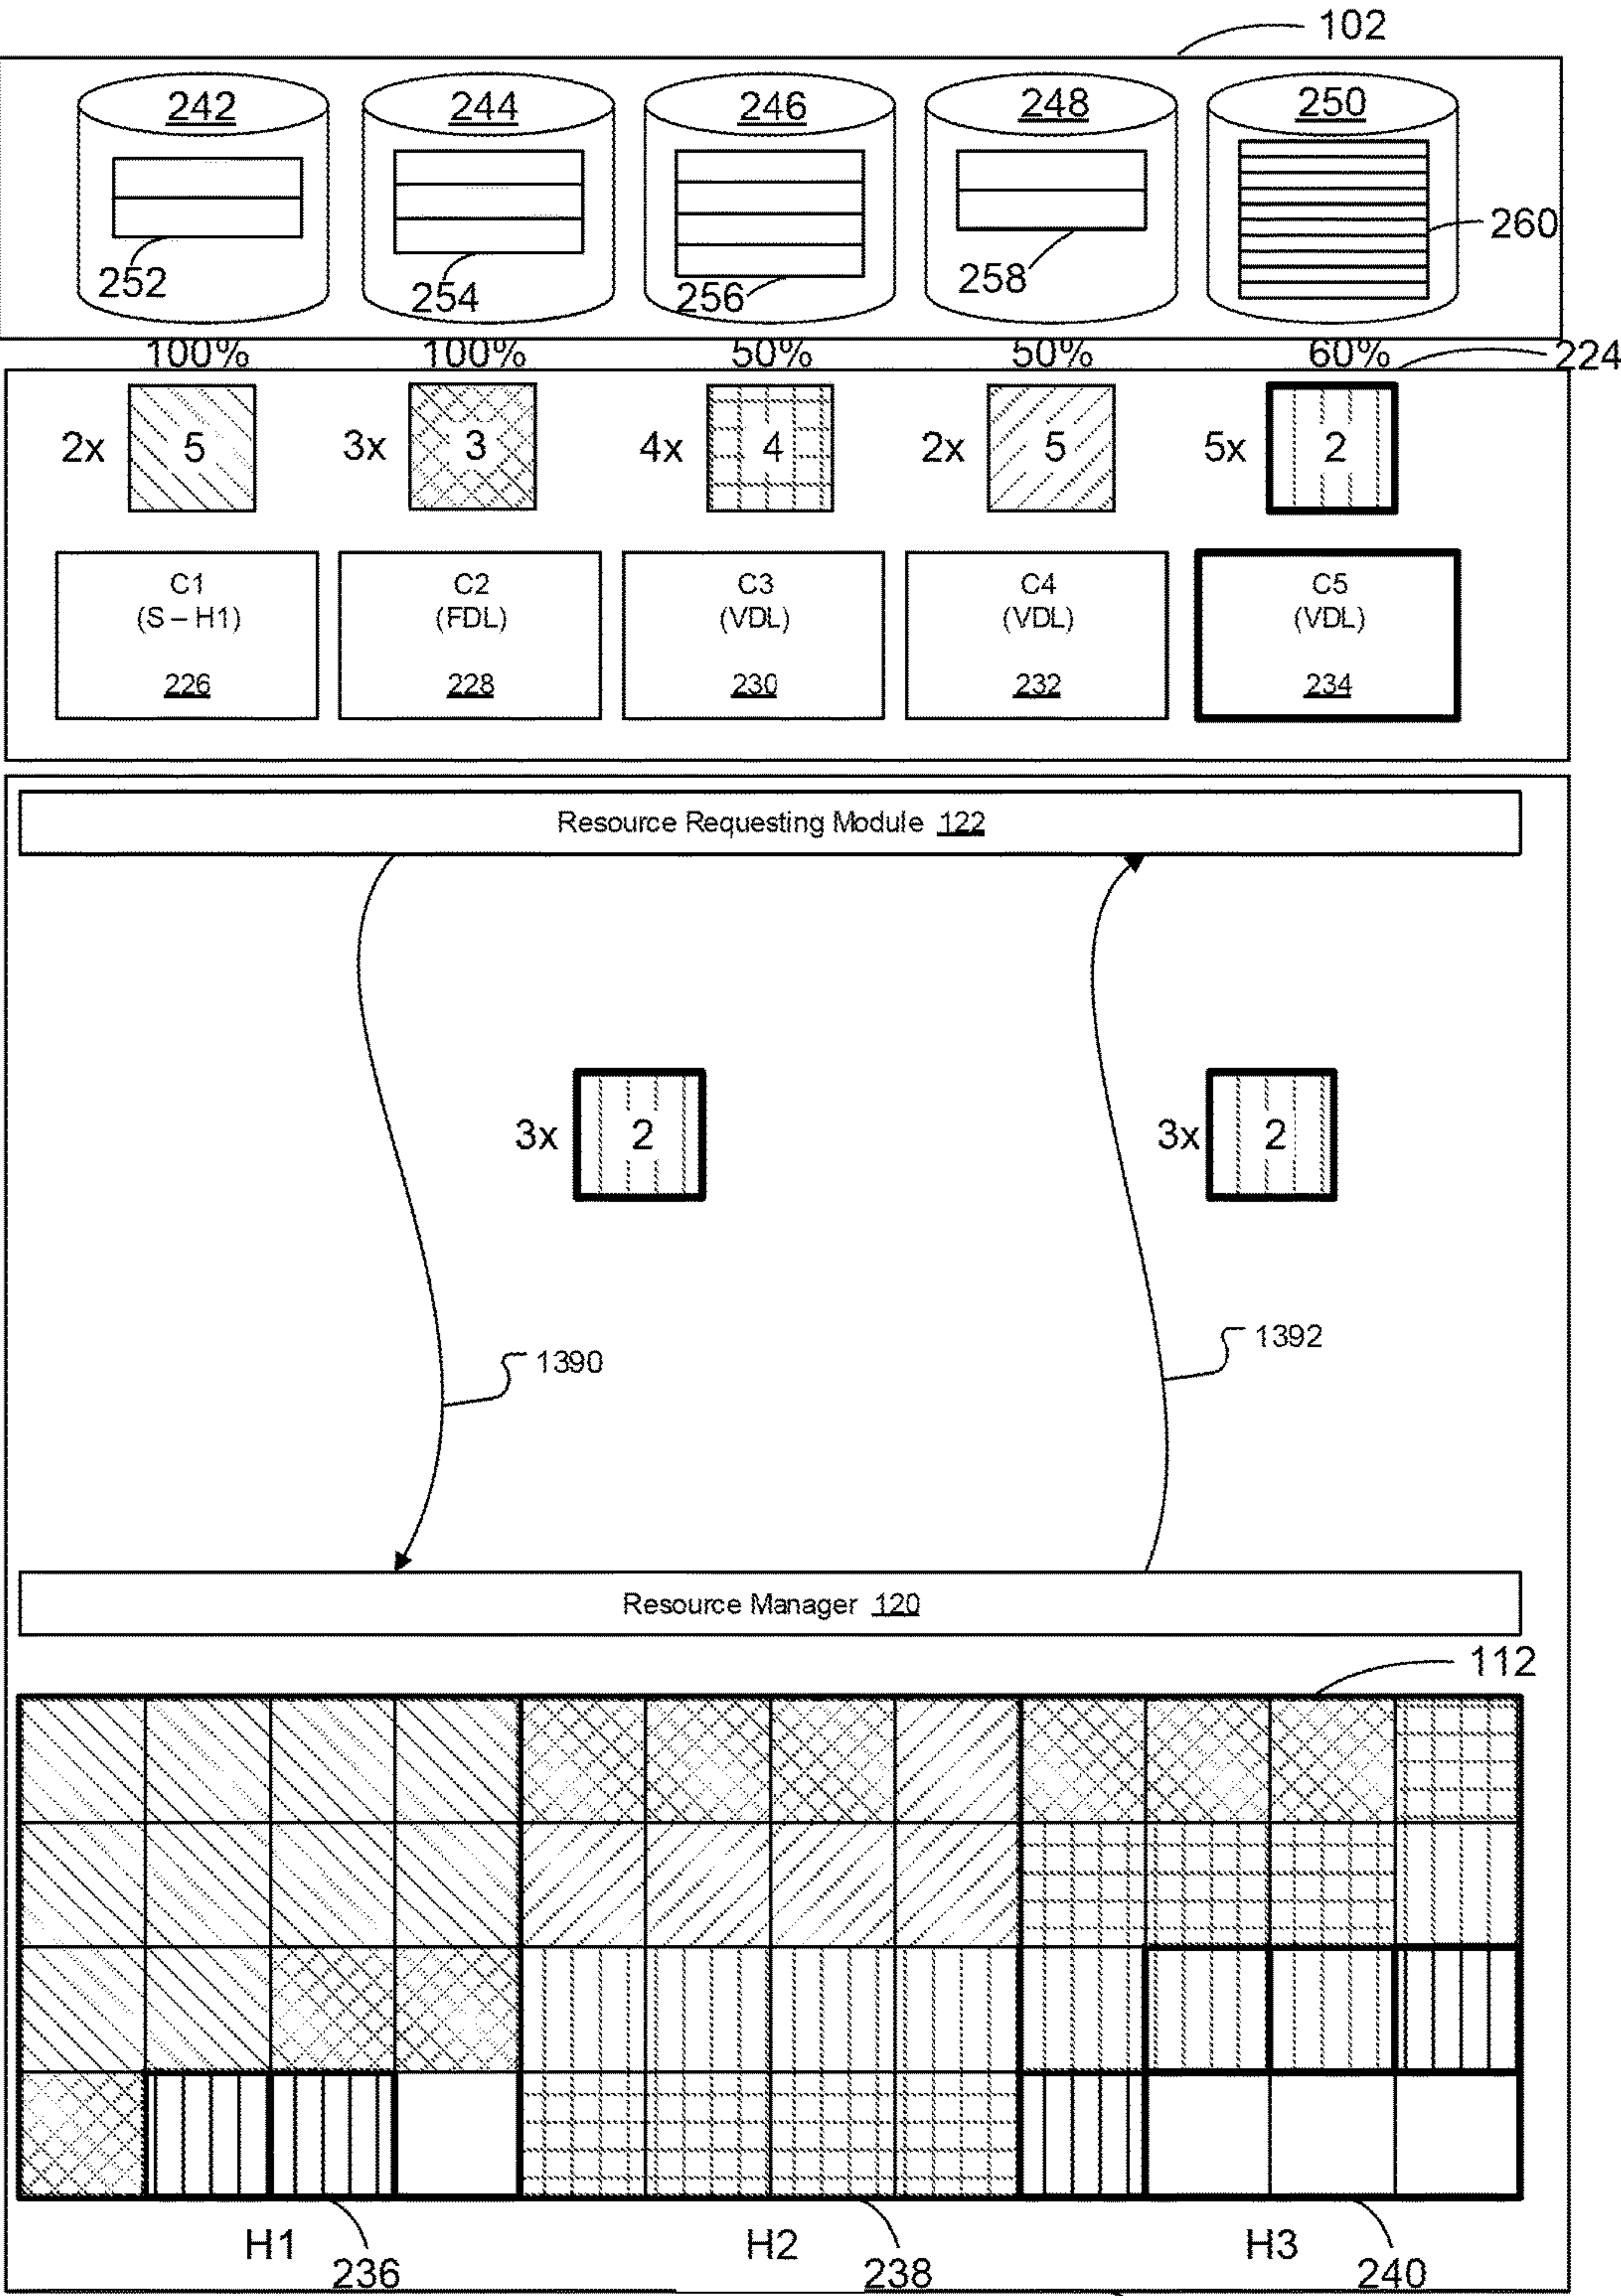 102
242 244 246 248 250
252 254 256 258 260
100% 100% 50% 50% 60% 224
2x 5 3x 3 4x 4 2x 5 5x 2
C1 C2 C3 C4 C5
(S – H1) (FDL) (VDL) (VDL) (VDL)
226 228 230 232 234
Resource Requesting Module 122
3x 2 3x 2
1390 1392
Resource Manager 120
112
H1 H2 H3
236 238 240